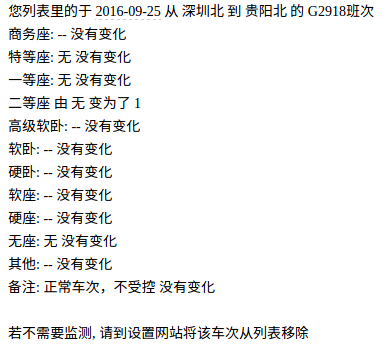 您列表里的于 2016-09-25 从 深圳北 到 贵阳北 的 G2918班次
商务座: -- 没有变化
特等座: 无 没有变化
一等座: 无 没有变化
二等座 由 无 变为了 1
高级软卧: -- 没有变化
软卧: -- 没有变化
硬卧: -- 没有变化
软座: -- 没有变化
硬座: -- 没有变化
无座: 无 没有变化
其他: -- 没有变化
备注: 正常车次，不受控 没有变化
若不需要监测, 请到设置网站将该车次从列表移除